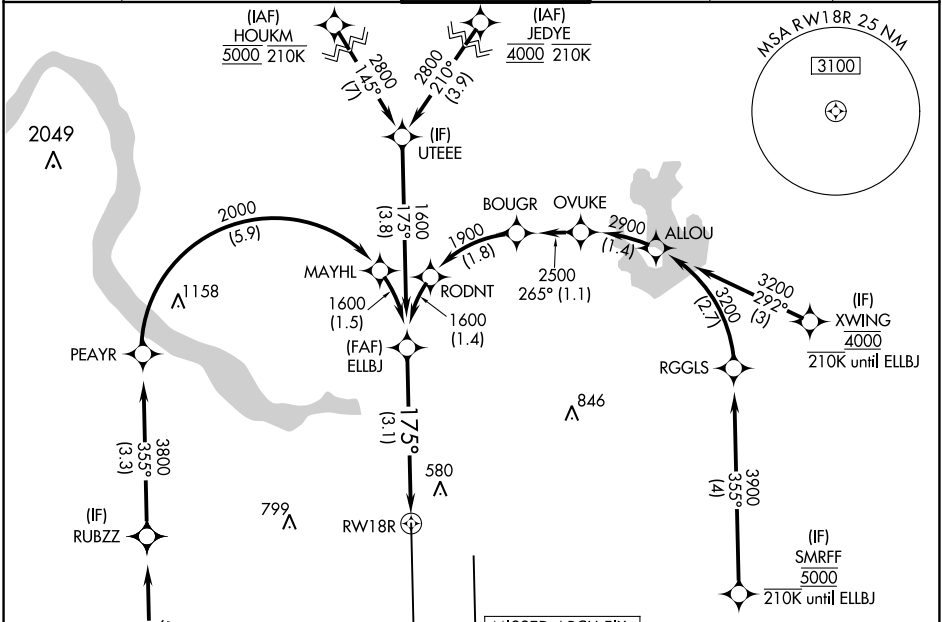 (IAF)
HOUKM
5000 210K
(IAF)
JEDYE
4000 210K
MSA RW18R 25 NM
3100
2800
145°
(7)
2800
210°
(3.9)
2049
(IF)
UTEEE
2000
(5.9)
1600
175°
(3.8)
BOUGR
OVUKE
ALLOU
1900
(1.8)
2900
(1.4)
2500
265° (1.1)
MAYHL
RODNT
1158
1600
(1.5)
1600
(1.4)
3200
(2.7)
3200
292°
(3)
(IF)
XWING
4000
210K until ELLBJ
PEAYR
(FAF)
ELLBJ
RGGLS
175°
(3.1)
846
3800
355°
(3.3)
580
3900
355°
(4)
(IF)
RUBZZ
799
RW18R
(IF)
SMRFF
5000
210K until ELLBJ